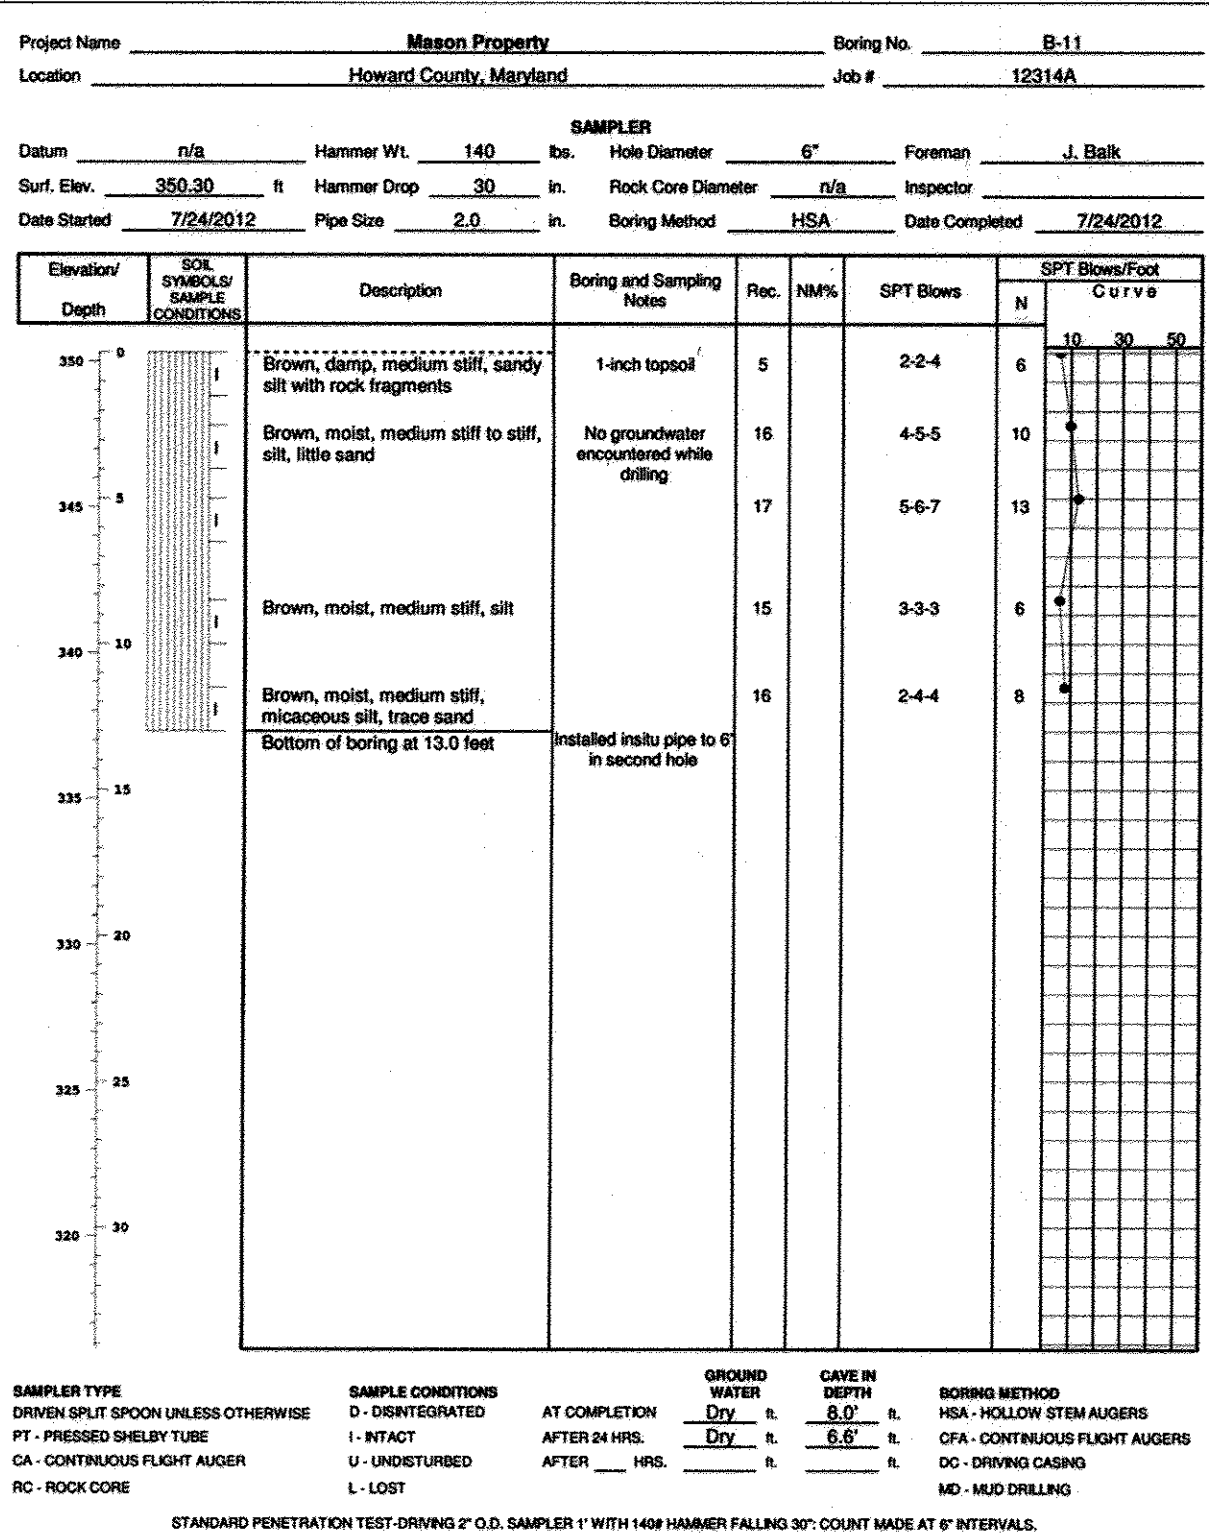 Project Name Mason Property Boring No. B-11
Location Howard County, Maryland Job # 12314A
SAMPLER
Datum n/a Hammer Wt. 140 lbs. Hole Diameter 6" Foreman J. Balk
Surf. Elev. 350.30 ft Hammer Drop 30 in. Rock Core Diameter n/a Inspector
Date Started 7/24/2012 Pipe Size 2.0 in. Boring Method HSA Date Completed 7/24/2012
Elevation/ Depth
SOIL SYMBOLS/ SAMPLE CONDITIONS
Description
Boring and Sampling Notes
Rec. NM% SPT Blows
SPT Blows/Foot
N Curve
10 30 50
350 0 I Brown, damp, medium stiff, sandy 1-inch topsoil 5 2-2-4 6
silt with rock fragments
Brown, moist, medium stiff to stiff, No groundwater 16 4-5-5 10
I silt, little sand encountered while
drilling
345 5 I 17 5-6-7 13
I Brown, moist, medium stiff, silt 15 3-3-3 6
340 10
I Brown, moist, medium stiff, 16 2-4-4 8
micaceous silt, trace sand
Bottom of boring at 13.0 feet Installed insitu pipe to 6'
in second hole
335 15
330 20
325 25
320 30
GROUND WATER CAVE IN DEPTH
SAMPLER TYPE SAMPLE CONDITIONS BORING METHOD
DRIVEN SPLIT SPOON UNLESS OTHERWISE D - DISINTEGRATED AT COMPLETION Dry ft. 8.0' ft. HSA - HOLLOW STEM AUGERS
PT - PRESSED SHELBY TUBE I - INTACT AFTER 24 HRS. Dry ft. 6.6' ft. CFA - CONTINUOUS FLIGHT AUGERS
CA - CONTINUOUS FLIGHT AUGER U - UNDISTURBED AFTER ___ HRS. ft. ft. DC - DRIVING CASING
RC - ROCK CORE L - LOST MD - MUD DRILLING
STANDARD PENETRATION TEST-DRIVING 2" O.D. SAMPLER 1' WITH 140# HAMMER FALLING 30": COUNT MADE AT 6" INTERVALS.